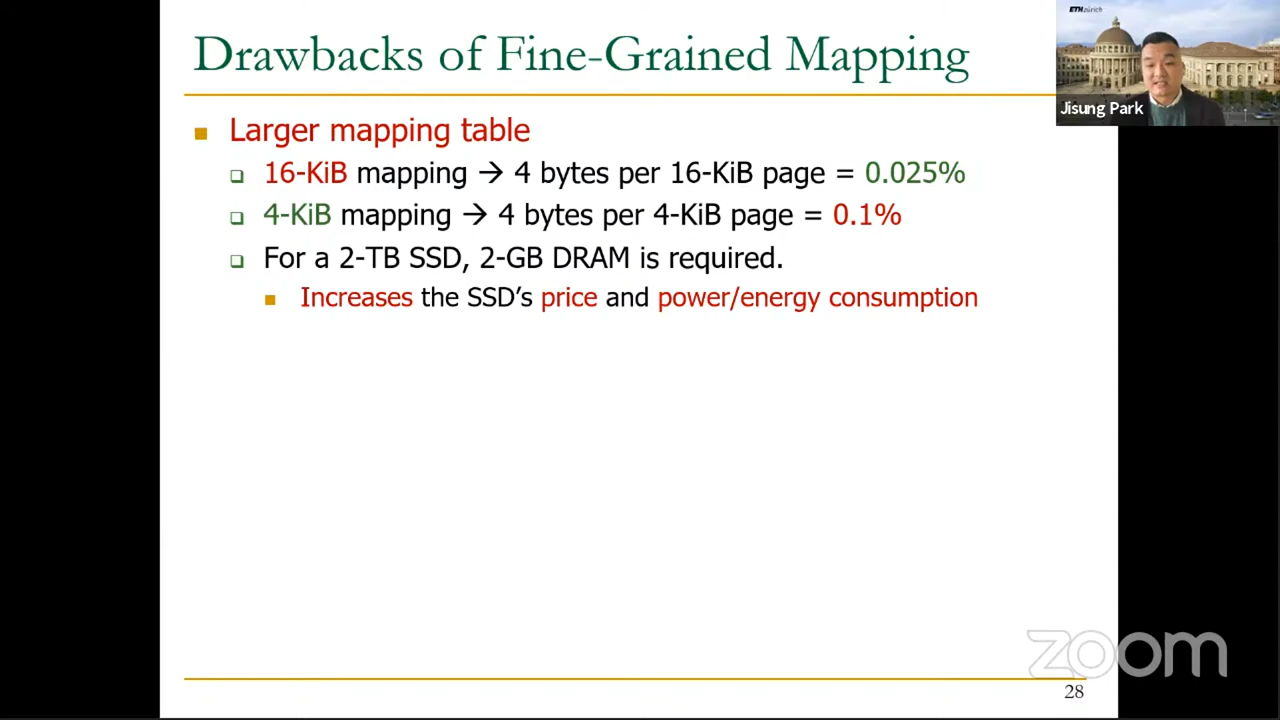 Drawbacks of Fine-Grained Mapping
ETH zürich
Jisung Park
Larger mapping table
16-KiB mapping → 4 bytes per 16-KiB page = 0.025%
4-KiB mapping → 4 bytes per 4-KiB page = 0.1%
For a 2-TB SSD, 2-GB DRAM is required.
Increases the SSD’s price and power/energy consumption
zoom
28